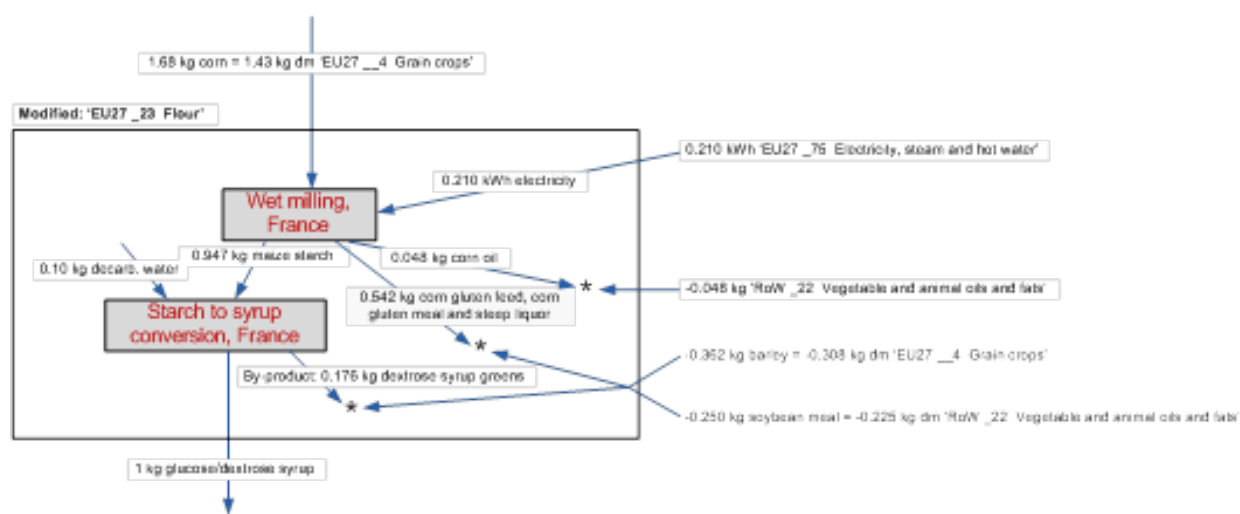 1.68 kg corn = 1.43 kg dm 'EU27 __4 Grain crops'
Modified: 'EU27 _23 Flour'
0.210 kWh 'EU27 _75 Electricity, steam and hot water'
0.210 kWh electricity
Wet milling,
France
0.947 kg maize starch
0.048 kg corn oil
0.10 kg decarb. water
*
-0.048 kg 'RoW _22 Vegetable and animal oils and fats'
0.542 kg corn gluten feed, corn
gluten meal and steep liquor
Starch to syrup
conversion, France
*
-0.362 kg barley = -0.308 kg dm 'EU27 __4 Grain crops'
By-product: 0.176 kg dextrose syrup greens
*
-0.250 kg soybean meal = -0.225 kg dm 'RoW _22 Vegetable and animal oils and fats'
1 kg glucose/dextrose syrup